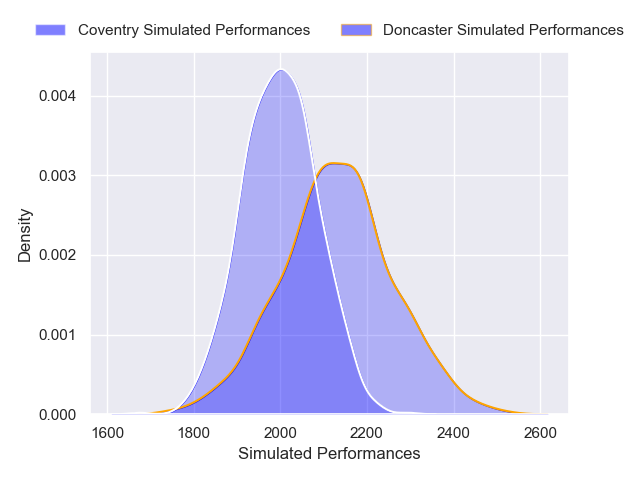 Coventry Simulated Performances Doncaster Simulated Performances
0.004
0.003
0.002
0.001
0.000
Density
1600 1800 2000 2200 2400 2600
Simulated Performances